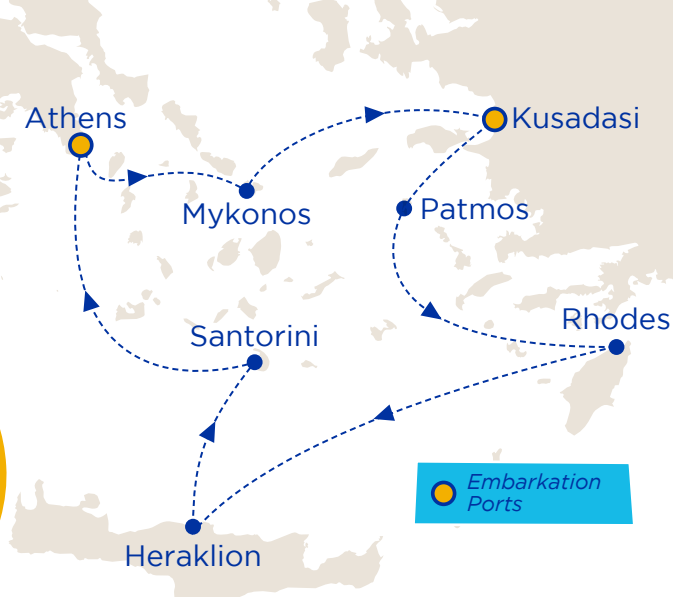 Athens
Kusadasi
Mykonos
Patmos
Rhodes
Santorini
Embarkation
Ports
Heraklion